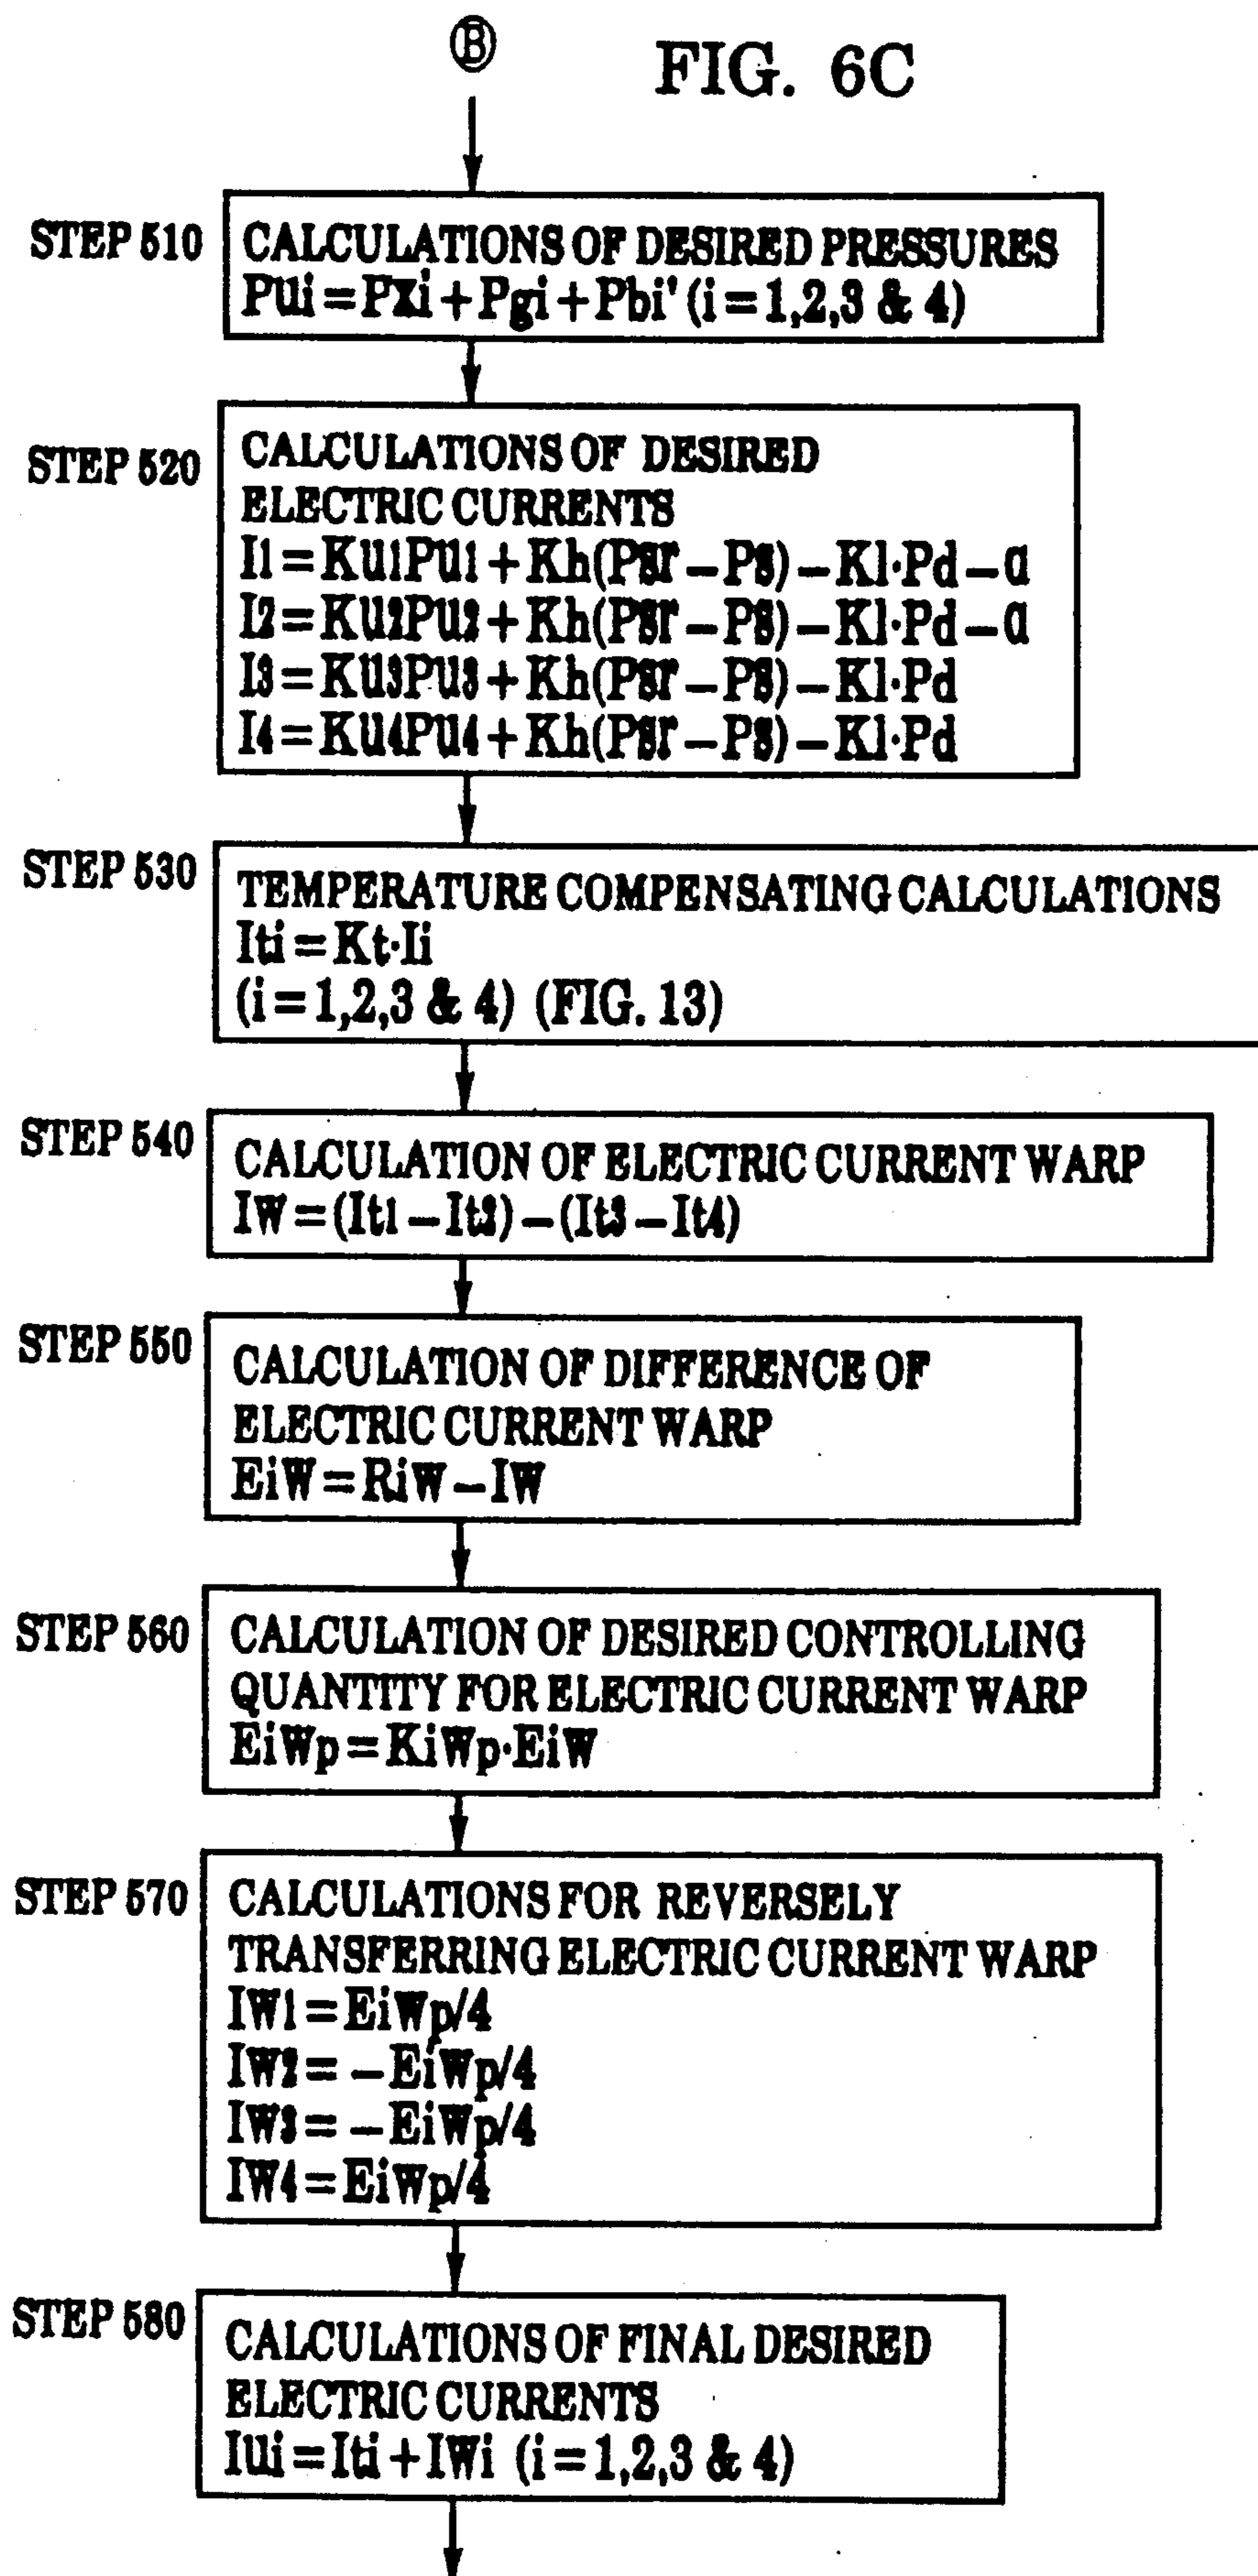 B
FIG. 6C
STEP 510
CALCULATIONS OF DESIRED PRESSURES
Pui = Pxi + Pgi + Pbi' (i = 1,2,3 & 4)
STEP 520
CALCULATIONS OF DESIRED
ELECTRIC CURRENTS
I1 = Ku1Pu1 + Kh(Psr – Ps) – Kl·Pd – α
I2 = Ku2Pu2 + Kh(Psr – Ps) – Kl·Pd – α
I3 = Ku3Pu3 + Kh(Psr – Ps) – Kl·Pd
I4 = Ku4Pu4 + Kh(Psr – Ps) – Kl·Pd
STEP 530
TEMPERATURE COMPENSATING CALCULATIONS
Iti = Kt·Ii
(i = 1,2,3 & 4) (FIG. 13)
STEP 540
CALCULATION OF ELECTRIC CURRENT WARP
Iw = (It1 – It2) – (It3 – It4)
STEP 550
CALCULATION OF DIFFERENCE OF
ELECTRIC CURRENT WARP
Eiw = Riw – Iw
STEP 560
CALCULATION OF DESIRED CONTROLLING
QUANTITY FOR ELECTRIC CURRENT WARP
Eiwp = Kiwp·Eiw
STEP 570
CALCULATIONS FOR REVERSELY
TRANSFERRING ELECTRIC CURRENT WARP
Iw1 = Eiwp/4
Iw2 = –Eiwp/4
Iw3 = –Eiwp/4
Iw4 = Eiwp/4
STEP 580
CALCULATIONS OF FINAL DESIRED
ELECTRIC CURRENTS
Iui = Iti + Iwi (i = 1,2,3 & 4)